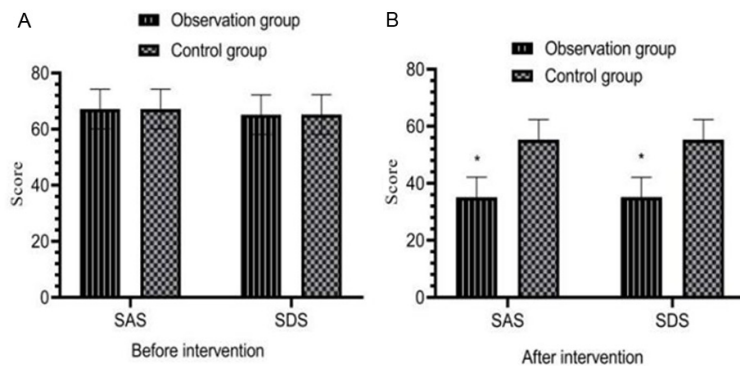 A
Observation group
Control group
80
60
40
20
0
Score
SAS
SDS
Before intervention
B
Observation group
Control group
80
60
40
20
0
Score
*
*
SAS
SDS
After intervention